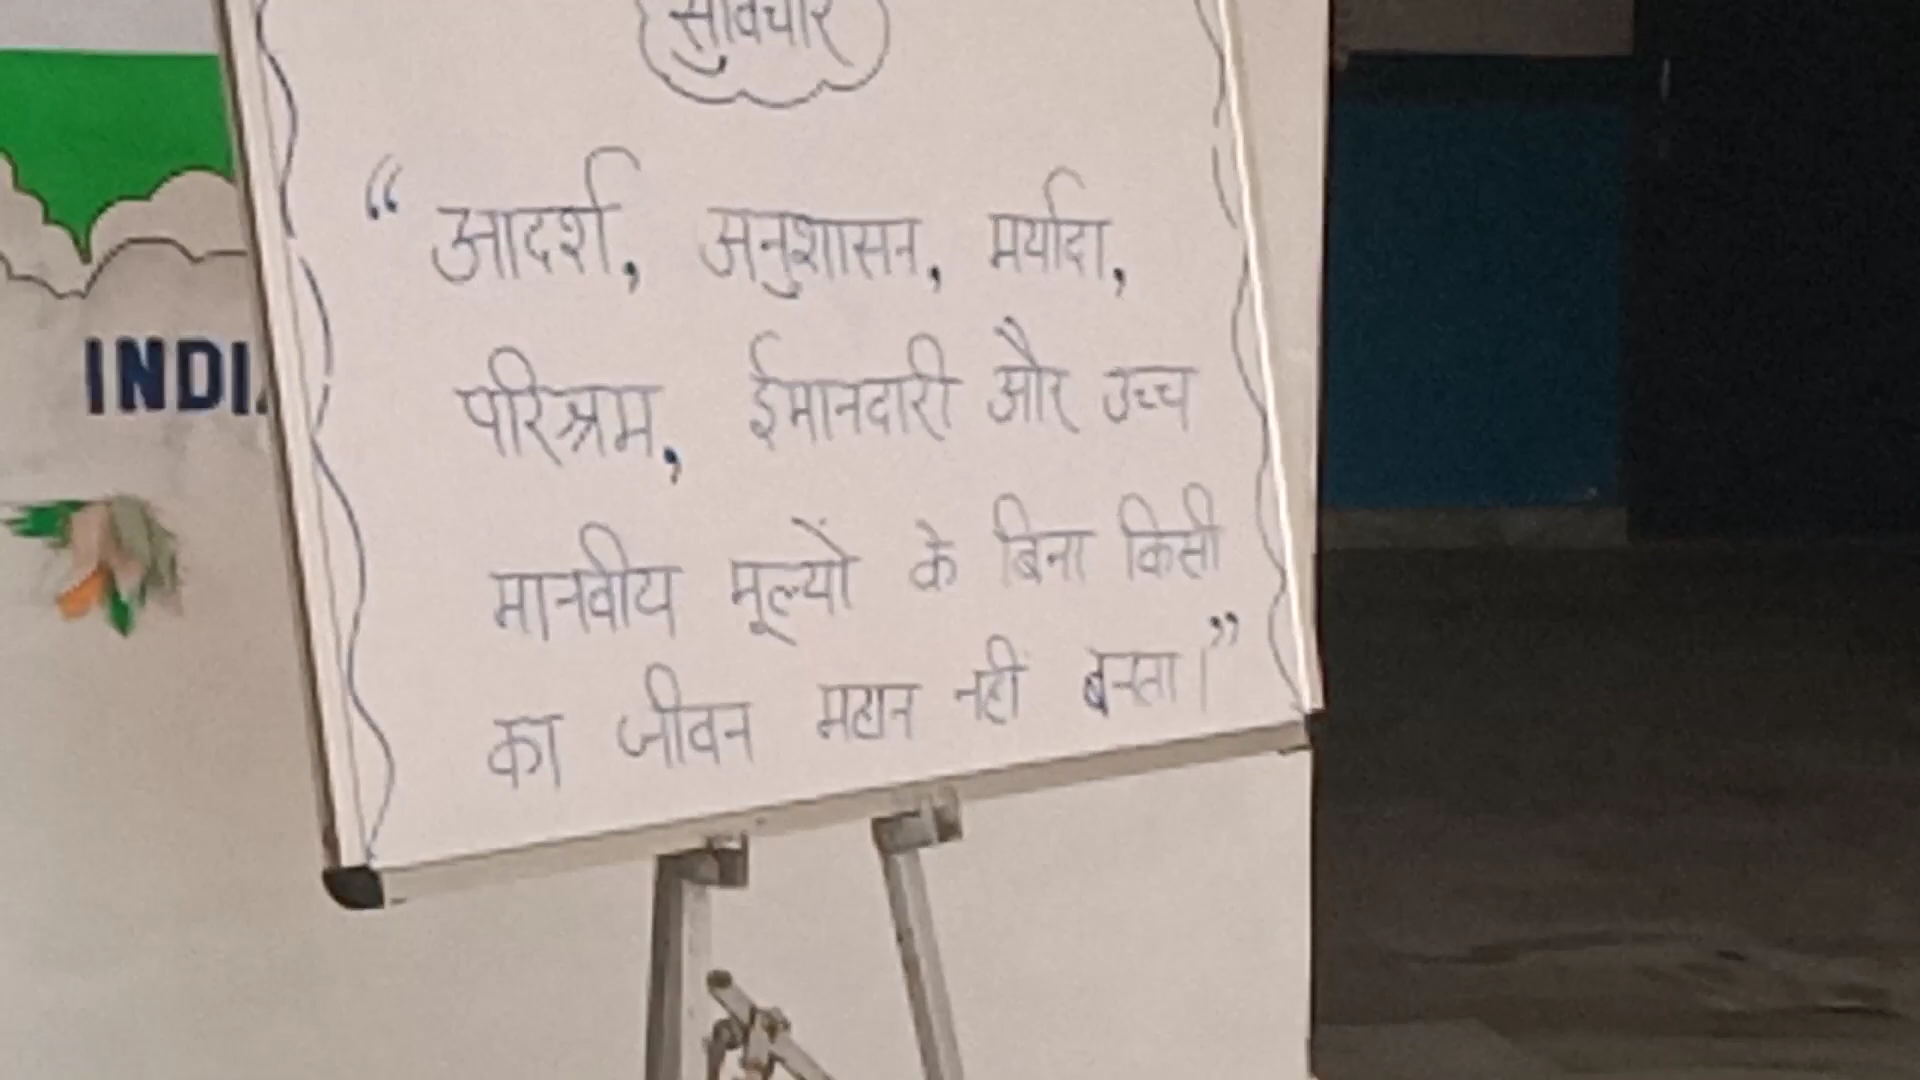 सुविचार
“आदर्श, अनुशासन, मर्यादा,
परिश्रम, ईमानदारी और उच्च
मानवीय मूल्यों के बिना किसी
का जीवन महान नहीं बनता।”
INDI